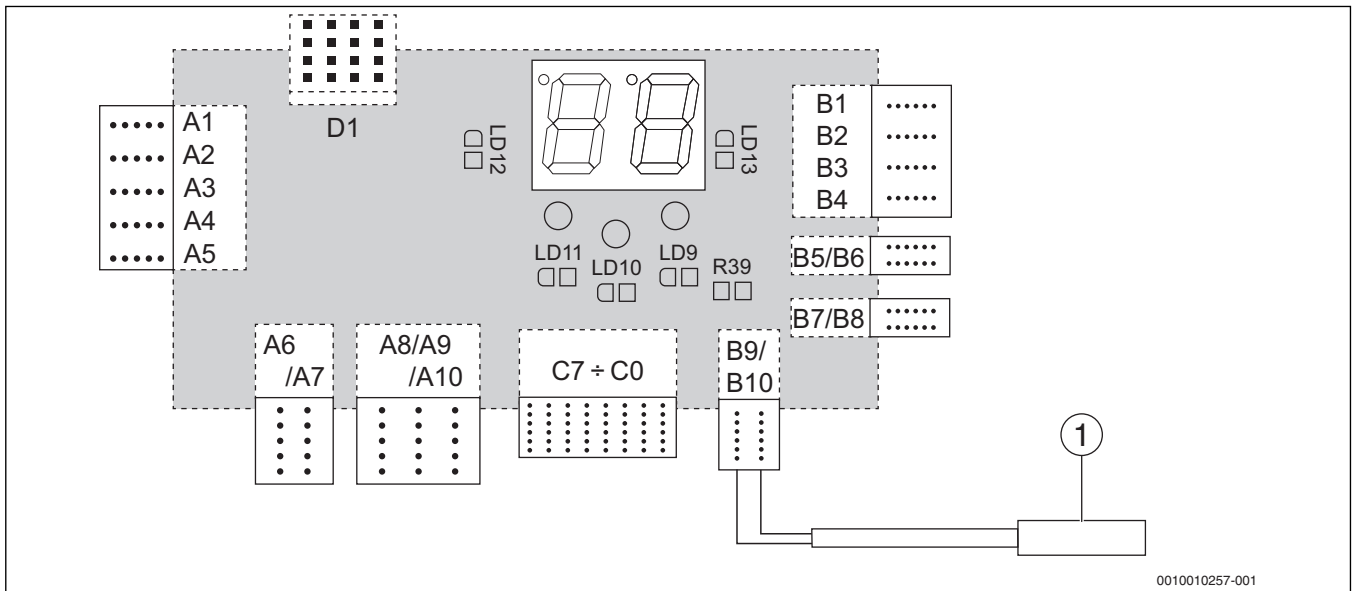 D1
A1
A2
A3
A4
A5
LD12
LD13
B1
B2
B3
B4
LD11
LD10
LD9
R39
B5/B6
B7/B8
A6
/A7
A8/A9
/A10
C7 ÷ C0
B9/
B10
1
0010010257-001